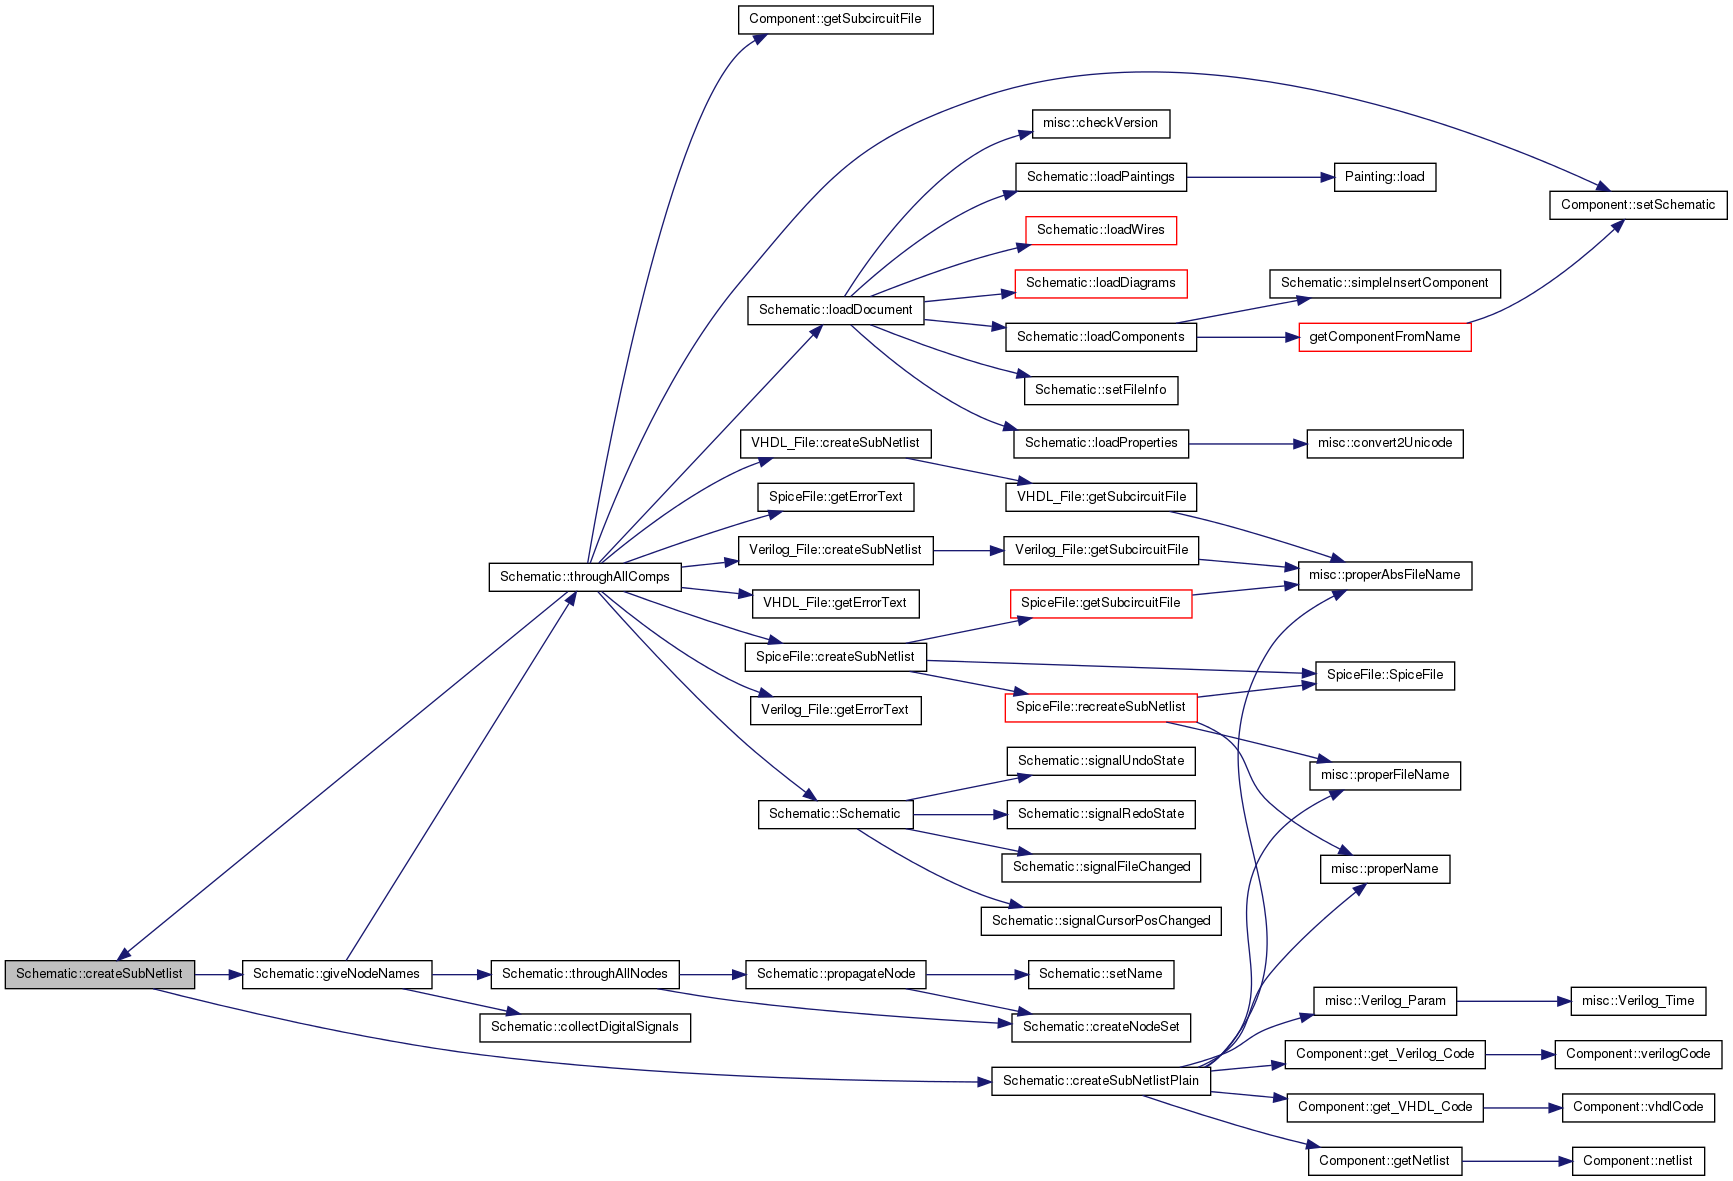 Component::getSubcircuitFile
misc::checkVersion
Schematic::loadPaintings
Painting::load
Component::setSchematic
Schematic::loadWires
Schematic::loadDiagrams
Schematic::simpleInsertComponent
Schematic::loadDocument
Schematic::loadComponents
getComponentFromName
Schematic::setFileInfo
VHDL_File::createSubNetlist
Schematic::loadProperties
misc::convert2Unicode
SpiceFile::getErrorText
VHDL_File::getSubcircuitFile
Verilog_File::createSubNetlist
Verilog_File::getSubcircuitFile
Schematic::throughAllComps
misc::properAbsFileName
VHDL_File::getErrorText
SpiceFile::getSubcircuitFile
SpiceFile::createSubNetlist
SpiceFile::SpiceFile
Verilog_File::getErrorText
SpiceFile::recreateSubNetlist
Schematic::signalUndoState
misc::properFileName
Schematic::Schematic
Schematic::signalRedoState
Schematic::signalFileChanged
misc::properName
Schematic::signalCursorPosChanged
Schematic::createSubNetlist
Schematic::giveNodeNames
Schematic::throughAllNodes
Schematic::propagateNode
Schematic::setName
misc::Verilog_Param
misc::Verilog_Time
Schematic::collectDigitalSignals
Schematic::createNodeSet
Component::get_Verilog_Code
Component::verilogCode
Schematic::createSubNetlistPlain
Component::get_VHDL_Code
Component::vhdlCode
Component::getNetlist
Component::netlist